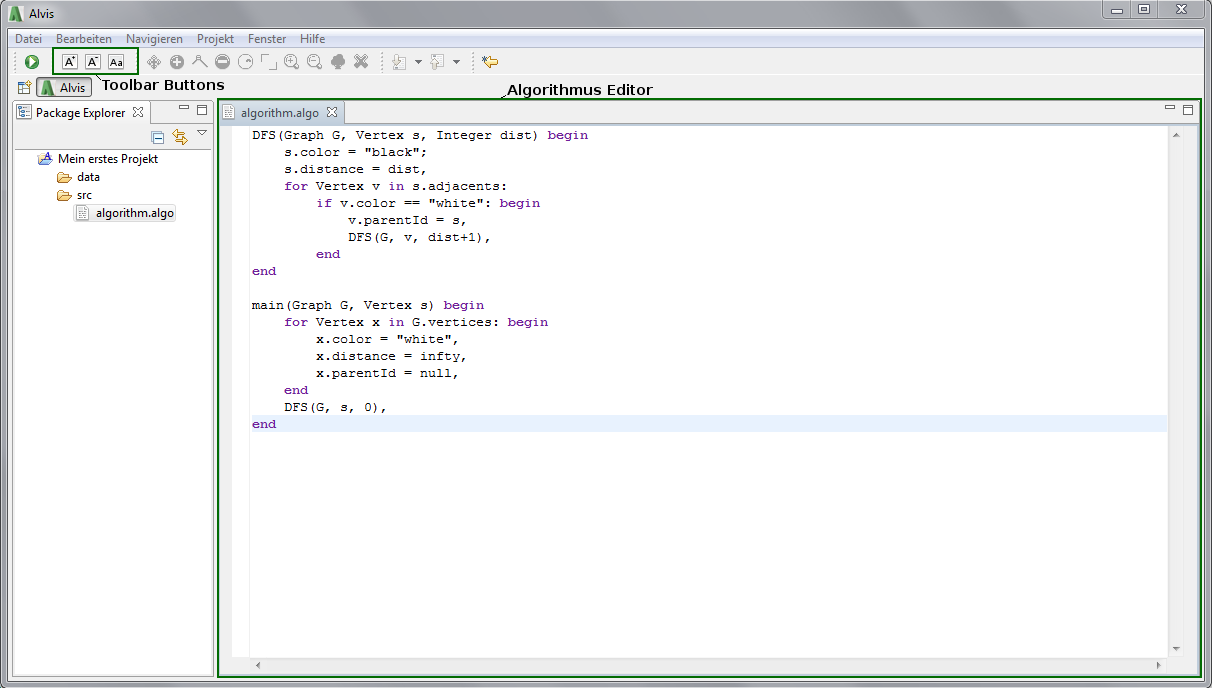 Alvis
Datei Bearbeiten Navigieren Projekt Fenster Hilfe
A+ A- Aa
Alvis Toolbar Buttons Algorithmus Editor
Package Explorer
Mein erstes Projekt
data
src
algorithm.algo
algorithm.algo
DFS(Graph G, Vertex s, Integer dist) begin
    s.color = "black";
    s.distance = dist,
    for Vertex v in s.adjacents:
        if v.color == "white": begin
            v.parentId = s,
            DFS(G, v, dist+1),
        end
end
main(Graph G, Vertex s) begin
    for Vertex x in G.vertices: begin
        x.color = "white",
        x.distance = infty,
        x.parentId = null,
    end
    DFS(G, s, 0),
end